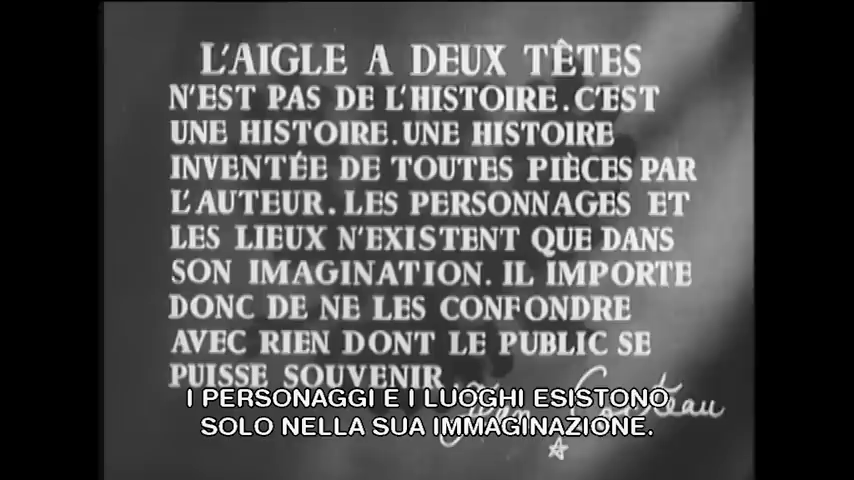 L'AIGLE A DEUX TÊTES
N'EST PAS DE L'HISTOIRE. C'EST
UNE HISTOIRE. UNE HISTOIRE
INVENTÉE DE TOUTES PIÈCES PAR
L'AUTEUR. LES PERSONNAGES ET
LES LIEUX N'EXISTENT QUE DANS
SON IMAGINATION. IL IMPORTE
DONC DE NE LES CONFONDRE
AVEC RIEN DONT LE PUBLIC SE
PUISSE SOUVENIR
Jean Cocteau
I PERSONAGGI E I LUOGHI ESISTONO
SOLO NELLA SUA IMMAGINAZIONE.